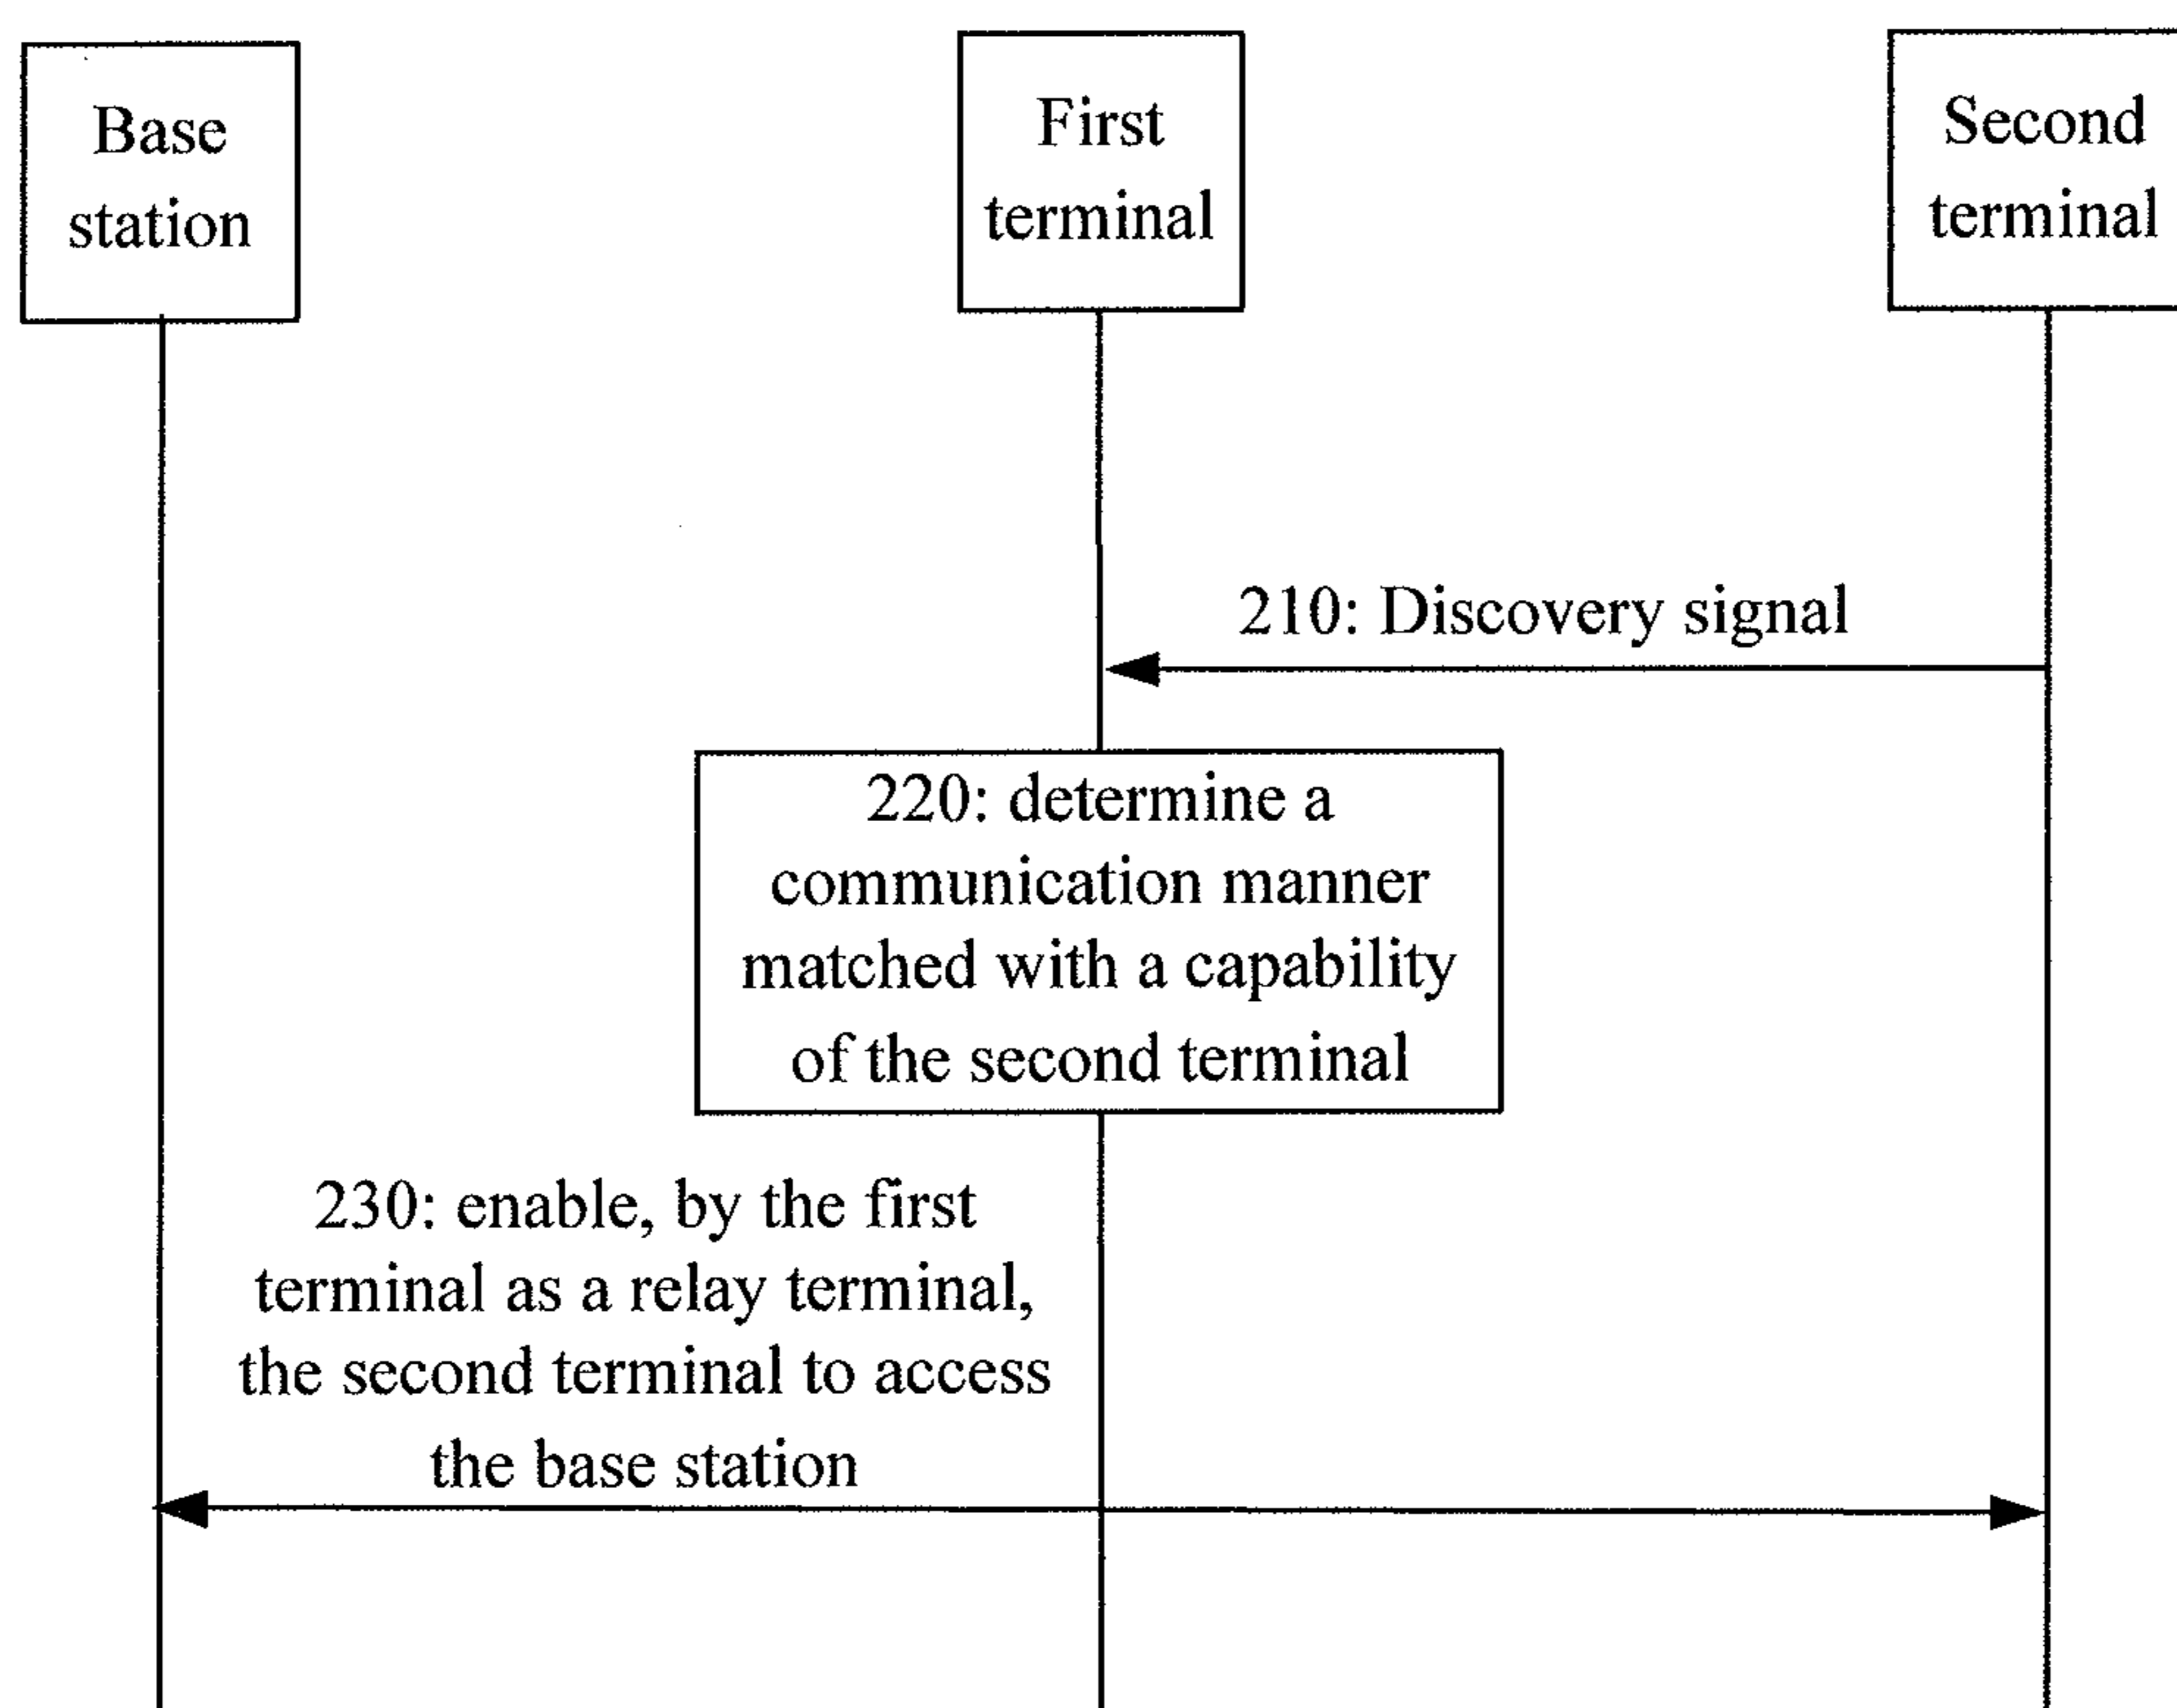 Base
station
First
terminal
Second
terminal
210: Discovery signal
220: determine a
communication manner
matched with a capability
of the second terminal
230: enable, by the first
terminal as a relay terminal,
the second terminal to access
the base station